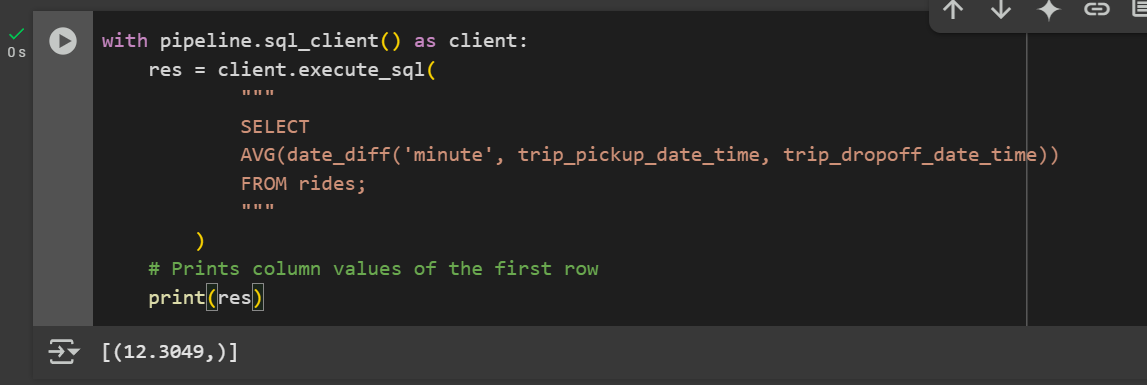 with pipeline.sql_client() as client:
0s
    res = client.execute_sql(
            """
            SELECT
            AVG(date_diff('minute', trip_pickup_date_time, trip_dropoff_date_time))
            FROM rides;
            """
        )
    # Prints column values of the first row
    print(res)
[(12.3049,)]